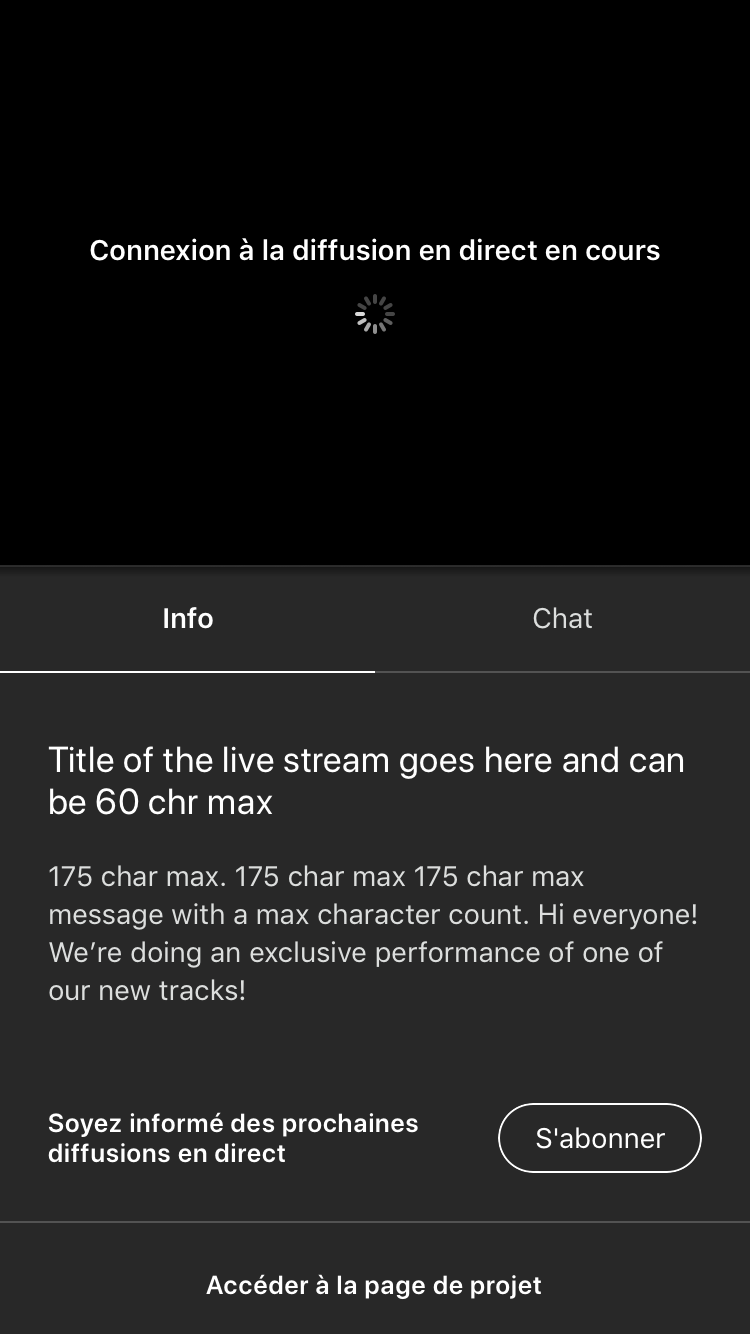 Connexion à la diffusion en direct en cours
Info
Chat
Title of the live stream goes here and can
be 60 chr max
175 char max. 175 char max 175 char max
message with a max character count. Hi everyone!
We’re doing an exclusive performance of one of
our new tracks!
Soyez informé des prochaines
diffusions en direct
S'abonner
Accéder à la page de projet